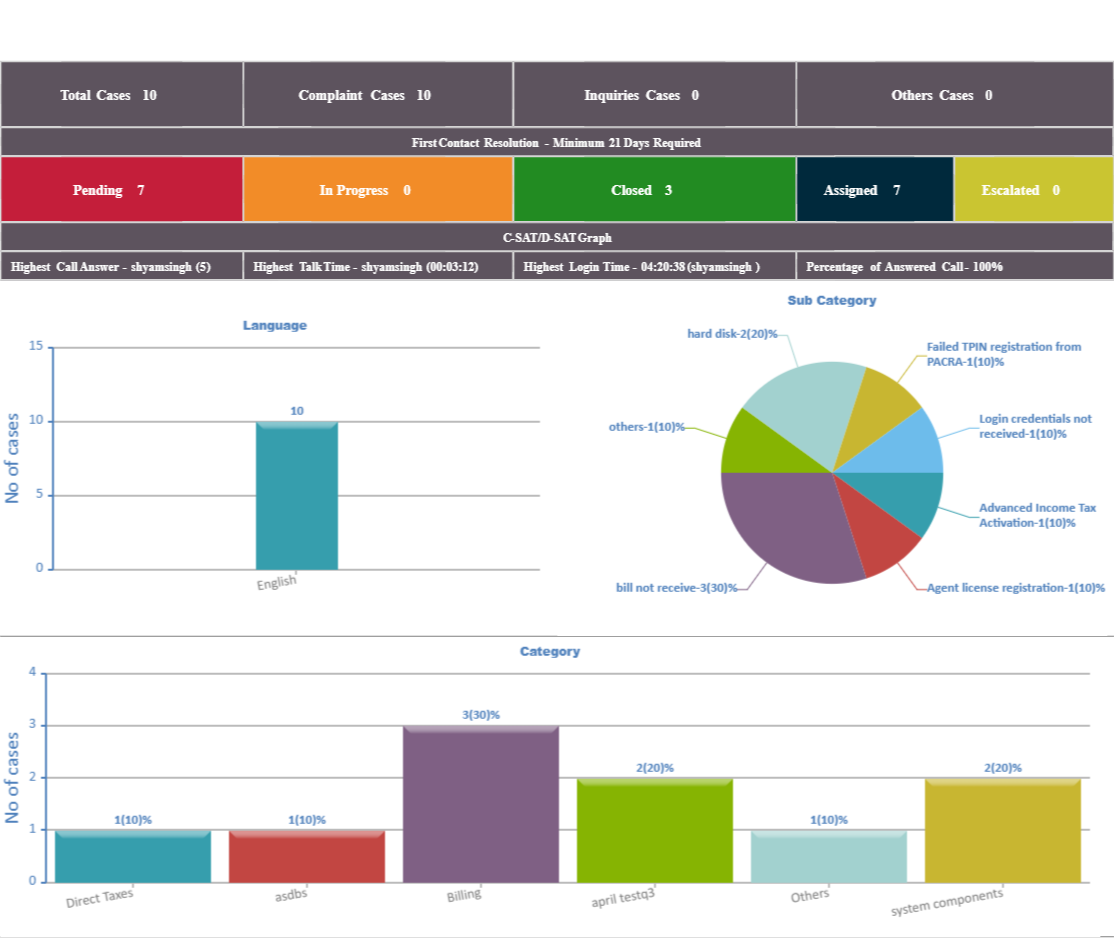 Total Cases 10
Complaint Cases 10
Inquiries Cases 0
Others Cases 0
First Contact Resolution - Minimum 21 Days Required
Pending 7
In Progress 0
Closed 3
Assigned 7
Escalated 0
C-SAT/D-SAT Graph
Highest Call Answer - shyamsingh (5)
Highest Talk Time - shyamsingh (00:03:12)
Highest Login Time - 04:20:38 (shyamsingh )
Percentage of Answered Call - 100%
Language
No of cases
15
10
5
0
10
English
Sub Category
hard disk-2(20)%
Failed TPIN registration from
PACRA-1(10)%
others-1(10)%
Login credentials not
received-1(10)%
Advanced Income Tax
Activation-1(10)%
bill not receive-3(30)%
Agent license registration-1(10)%
Category
No of cases
4
3
2
1
0
1(10)%
1(10)%
3(30)%
2(20)%
1(10)%
2(20)%
Direct Taxes
asdbs
Billing
april testq3
Others
system components